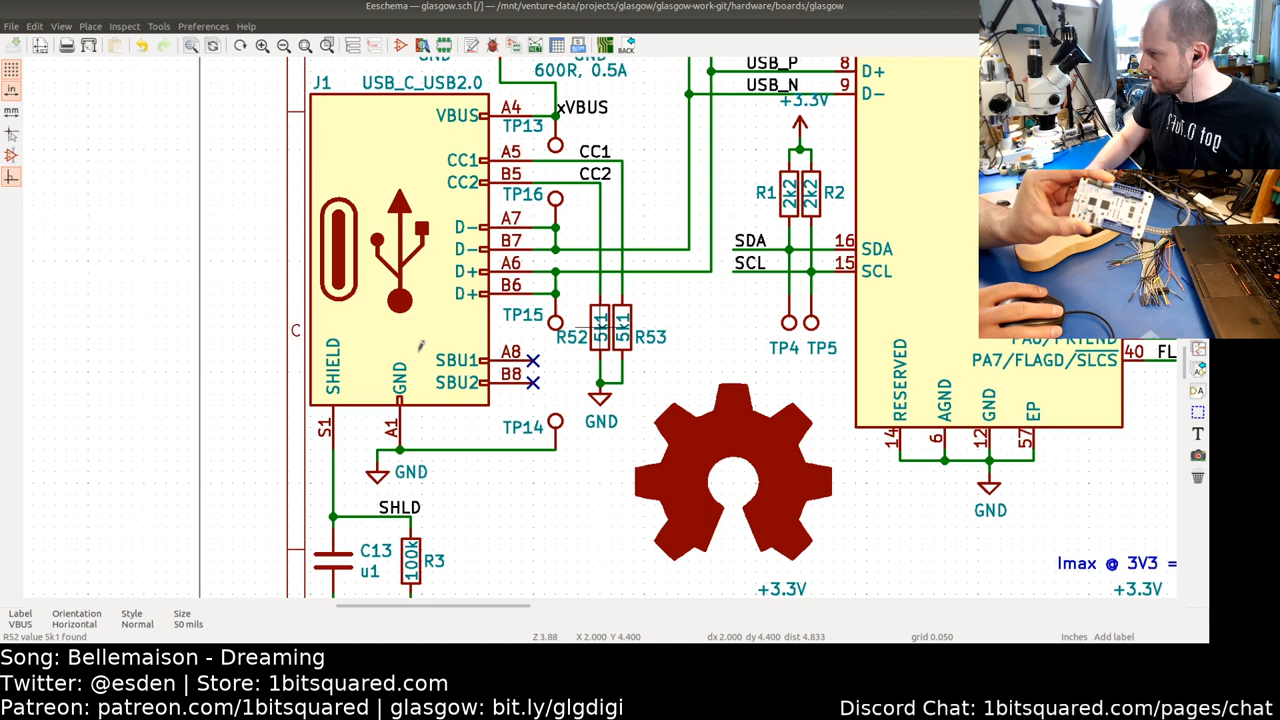 Eeschema — glasgow.sch [/] — /mnt/venture-data/projects/glasgow/glasgow-work-git/hardware/boards/glasgow
File Edit View Place Inspect Tools Preferences Help
BACK
in
mm
J1
USB_C_USB2.0
600R, 0.5A
VBUS
A4
xVBUS
TP13
CC1
A5
CC1
CC2
B5
CC2
TP16
D-
A7
D-
B7
D+
A6
D+
B6
TP15
R52
5k1
5k1
R53
SBU1
A8
SBU2
B8
SHIELD
GND
S1
A1
TP14
GND
GND
SHLD
C13
u1
100k
R3
C
USB_P
8
D+
USB_N
9
D-
+3.3V
R1
2k2
2k2
R2
SDA
16
SDA
SCL
15
SCL
TP4
TP5
PA7/FLAGD/SLCS
40
FL
RESERVED
AGND
GND
EP
14
6
12
57
GND
Imax @ 3V3 =
+3.3V
+3.3V
T
Label
VBUS
Orientation
Horizontal
Style
Normal
Size
50 mils
R52 value 5k1 found
Z 3.88
X 2.000 Y 4.400
dx 2.000 dy 4.400 dist 4.833
grid 0.050
Inches
Add label
Song: Bellemaison - Dreaming
Twitter: @esden | Store: 1bitsquared.com
Patreon: patreon.com/1bitsquared | glasgow: bit.ly/glgdigi
Discord Chat: 1bitsquared.com/pages/chat